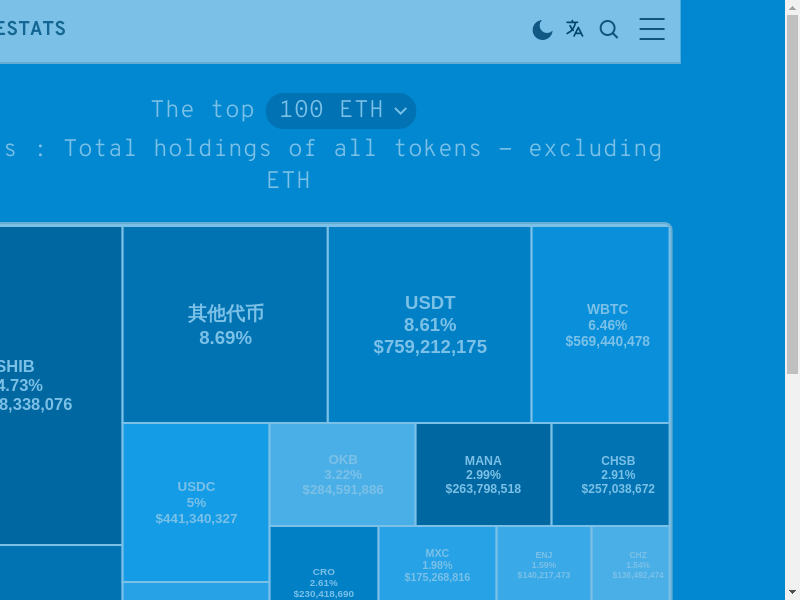 ESTATS
The top 100 ETH
s : Total holdings of all tokens – excluding
ETH
SHIB
4.73%
8,338,076
其他代币
8.69%
USDT
8.61%
$759,212,175
WBTC
6.46%
$569,440,478
USDC
5%
$441,340,327
OKB
3.22%
$284,591,886
MANA
2.99%
$263,798,518
CHSB
2.91%
$257,038,672
CRO
2.61%
$230,418,690
MXC
1.98%
$175,268,816
ENJ
1.59%
$140,217,473
CHZ
1.54%
$136,492,474